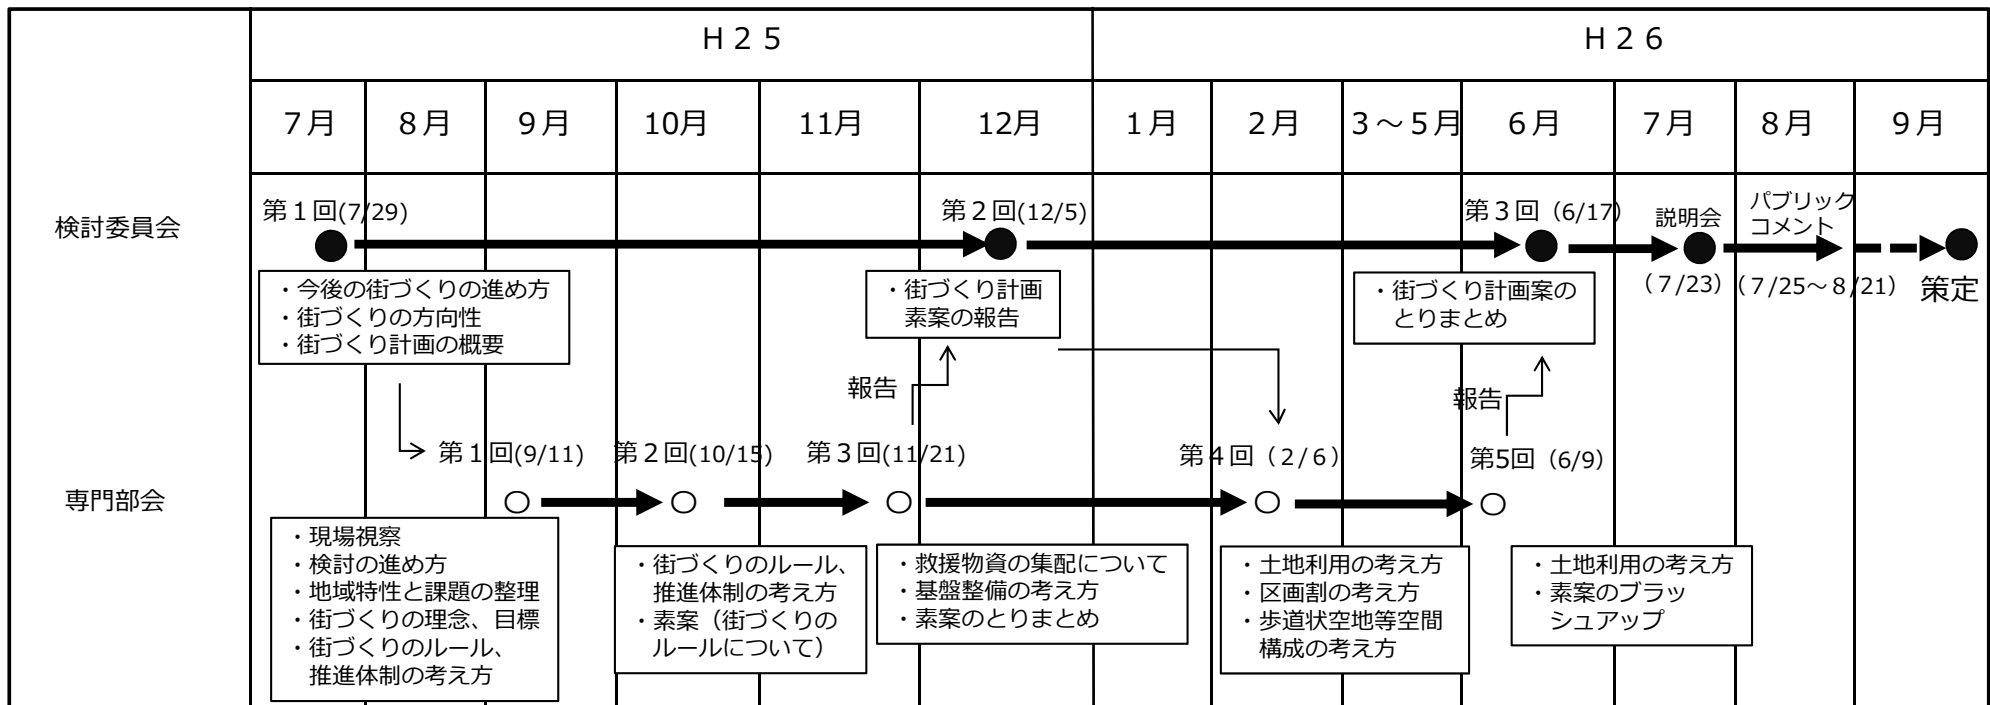 Ｈ２５
Ｈ２６
７月
８月
９月
10月
11月
12月
１月
２月
３～５月
６月
７月
８月
９月
検討委員会
第１回(7/29)
第２回(12/5)
第３回（6/17）
説明会
（７/23）
パブリック
コメント
（７/25～８/21）
策定
・今後の街づくりの進め方
・街づくりの方向性
・街づくり計画の概要
・街づくり計画
素案の報告
・街づくり計画案の
とりまとめ
報告
報告
専門部会
第１回(9/11)
第２回(10/15)
第３回(11/21)
第４回（２/６）
第5回（6/9）
・現場視察
・検討の進め方
・地域特性と課題の整理
・街づくりの理念、目標
・街づくりのルール、
推進体制の考え方
・街づくりのルール、
推進体制の考え方
・素案（街づくりの
ルールについて）
・救援物資の集配について
・基盤整備の考え方
・素案のとりまとめ
・土地利用の考え方
・区画割の考え方
・歩道状空地等空間
構成の考え方
・土地利用の考え方
・素案のブラッ
シュアップ